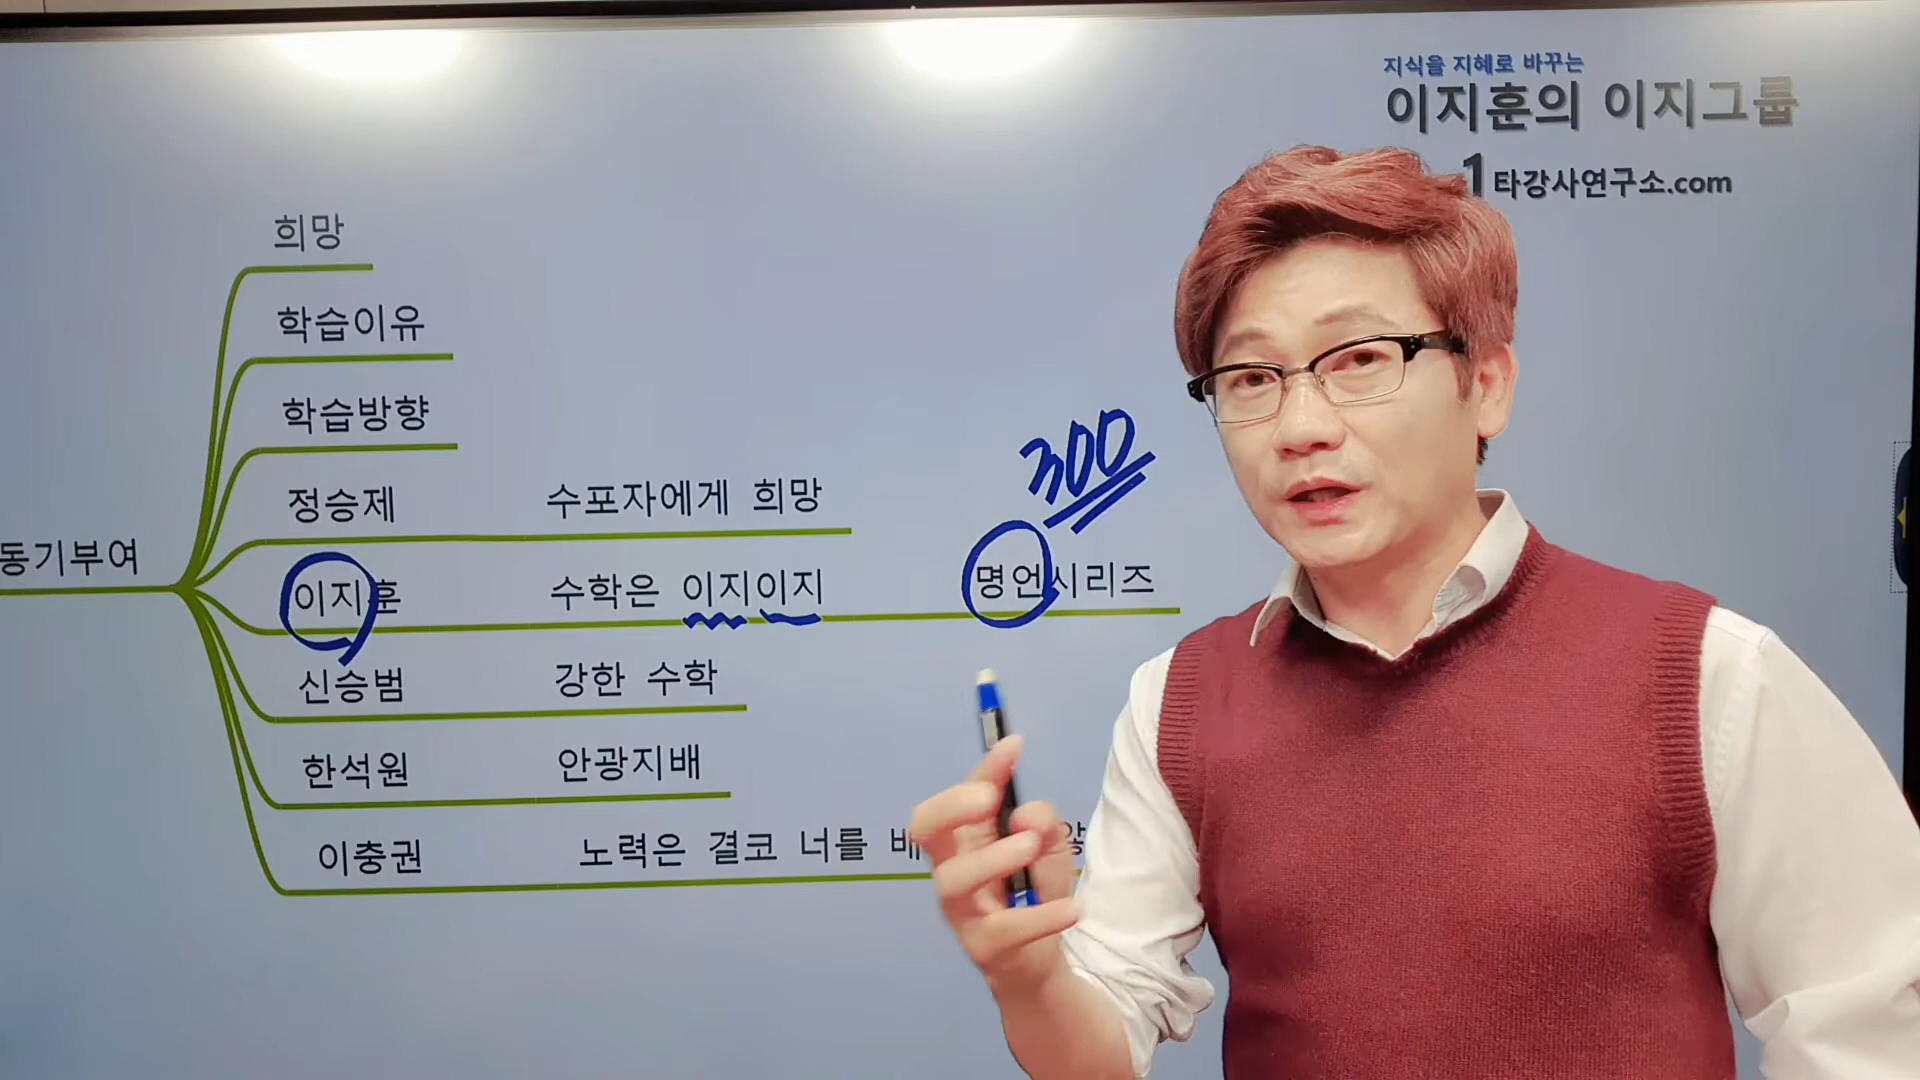 지식을 지혜로 바꾸는
이지훈의 이지그룹
1타강사연구소.com
희망
학습이유
학습방향
정승제 수포자에게 희망
300
동기부여
이지훈 수학은 이지이지 명언시리즈
신승범 강한 수학
한석원 안광지배
이충권 노력은 결코 너를